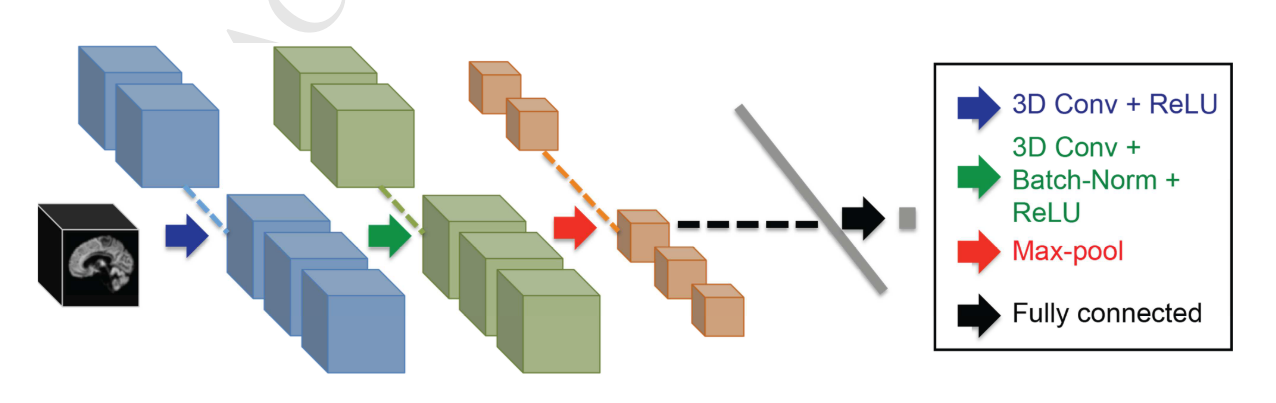 3D Conv + ReLU
3D Conv +
Batch-Norm +
ReLU
Max-pool
Fully connected